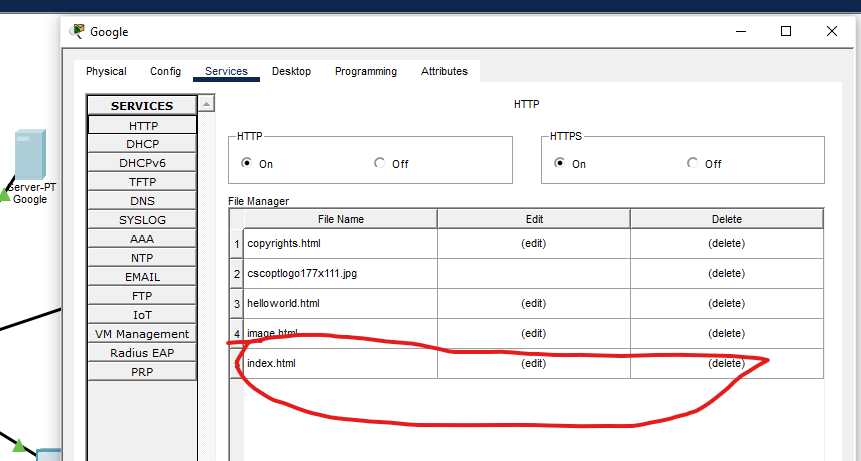 Google
Physical Config Services Desktop Programming Attributes
SERVICES
HTTP
DHCP
DHCPv6
TFTP
DNS
SYSLOG
AAA
NTP
EMAIL
FTP
IoT
VM Management
Radius EAP
PRP
Server-PT
Google
HTTP
HTTP
On Off
HTTPS
On Off
File Manager
File Name Edit Delete
1 copyrights.html (edit) (delete)
2 cscoptlogo177x111.jpg (delete)
3 helloworld.html (edit) (delete)
4 image.html (edit) (delete)
index.html (edit) (delete)